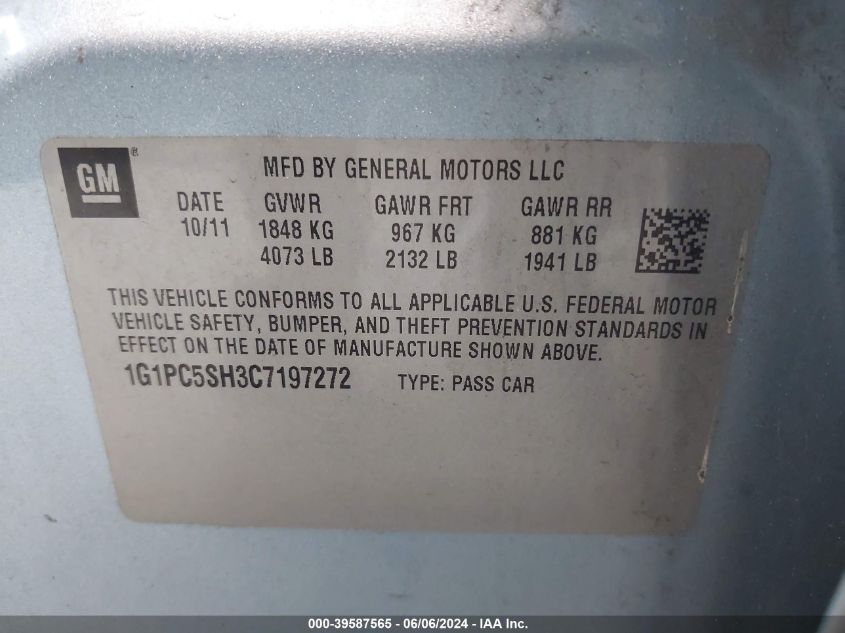 GM ®
MFD BY GENERAL MOTORS LLC
DATE GVWR GAWR FRT GAWR RR
10/11 1848 KG 967 KG 881 KG
4073 LB 2132 LB 1941 LB
THIS VEHICLE CONFORMS TO ALL APPLICABLE U.S. FEDERAL MOTOR
VEHICLE SAFETY, BUMPER, AND THEFT PREVENTION STANDARDS IN
EFFECT ON THE DATE OF MANUFACTURE SHOWN ABOVE.
1G1PC5SH3C7197272 TYPE: PASS CAR
000-39587565 - 06/06/2024 - IAA Inc.